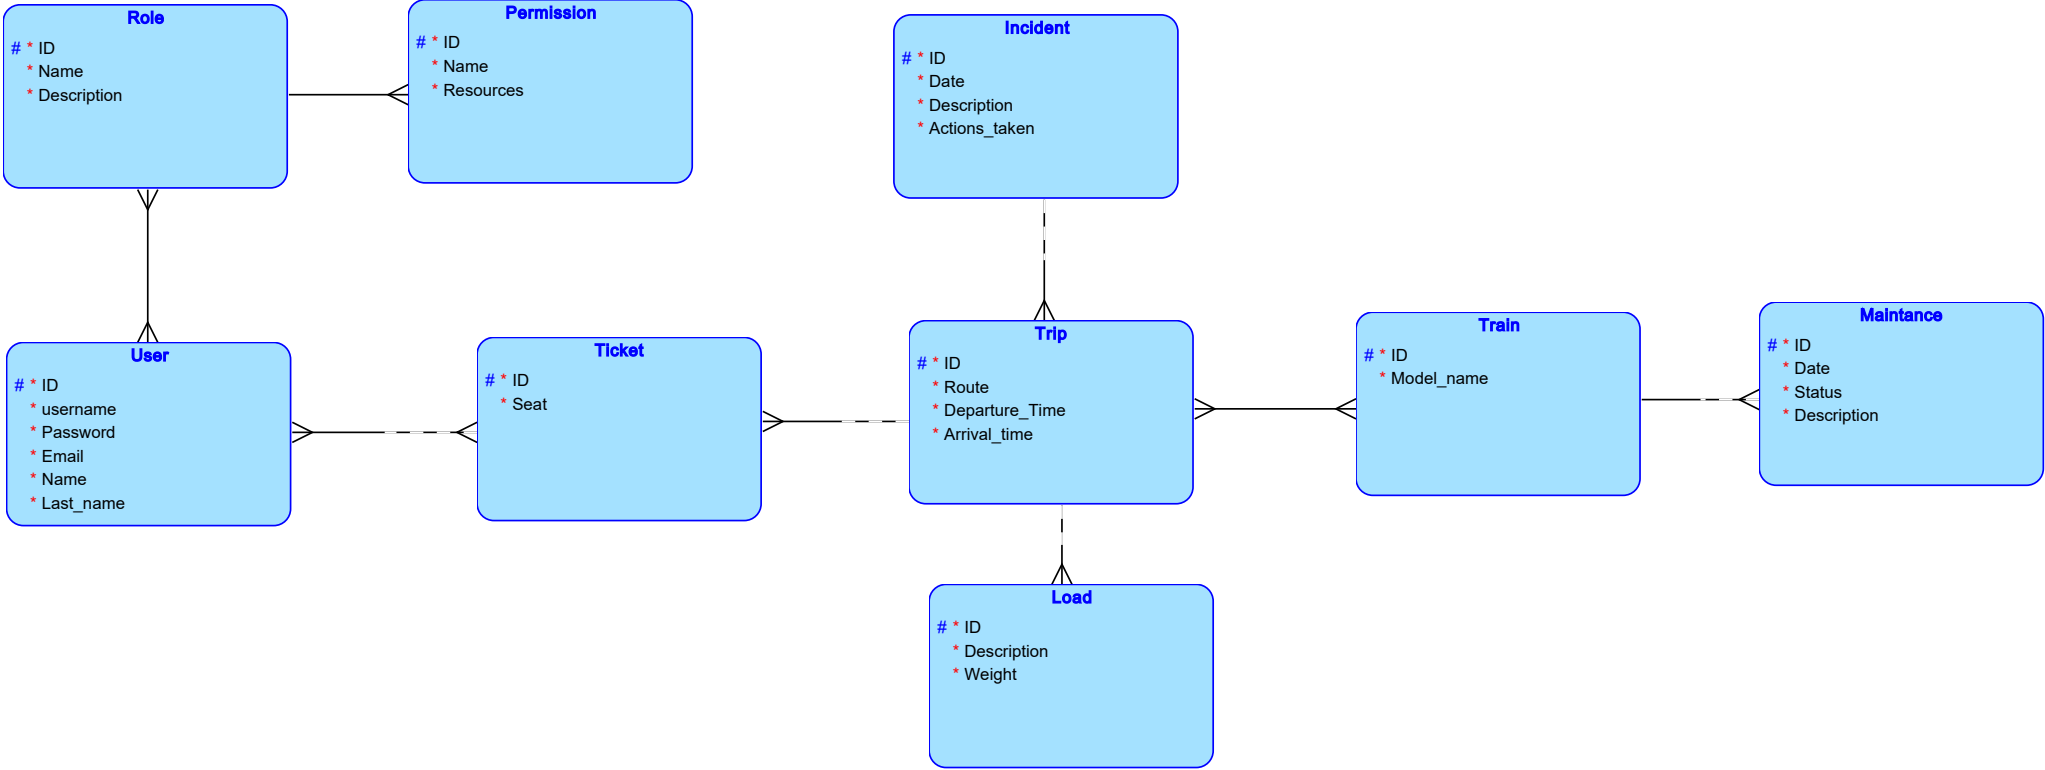 Role
# * ID
* Name
* Description
Permission
# * ID
* Name
* Resources
Incident
# * ID
* Date
* Description
* Actions_taken
User
# * ID
* username
* Password
* Email
* Name
* Last_name
Ticket
# * ID
* Seat
Trip
# * ID
* Route
* Departure_Time
* Arrival_time
Train
# * ID
* Model_name
Maintance
# * ID
* Date
* Status
* Description
Load
# * ID
* Description
* Weight